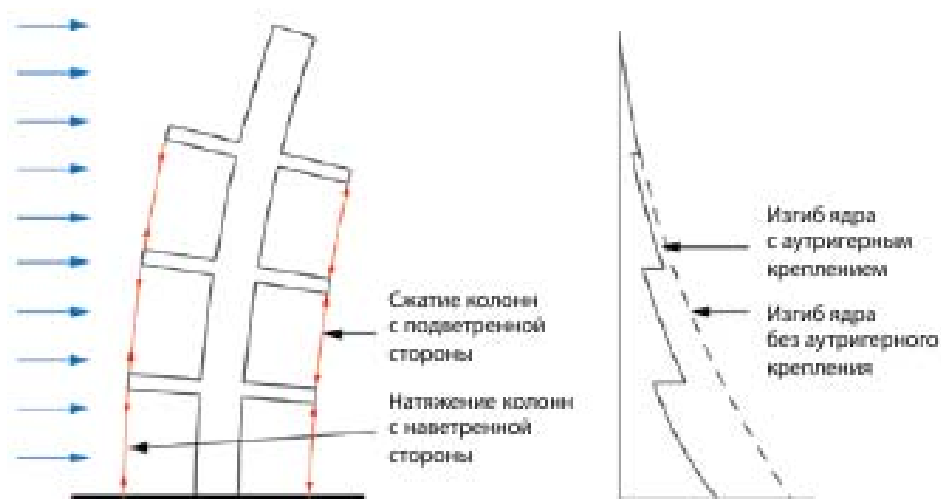 Сжатие колонн
с подветренной
стороны
Натяжение колонн
с наветренной
стороны
Изгиб ядра
с аутригерным
креплением
Изгиб ядра
без аутригерного
крепления